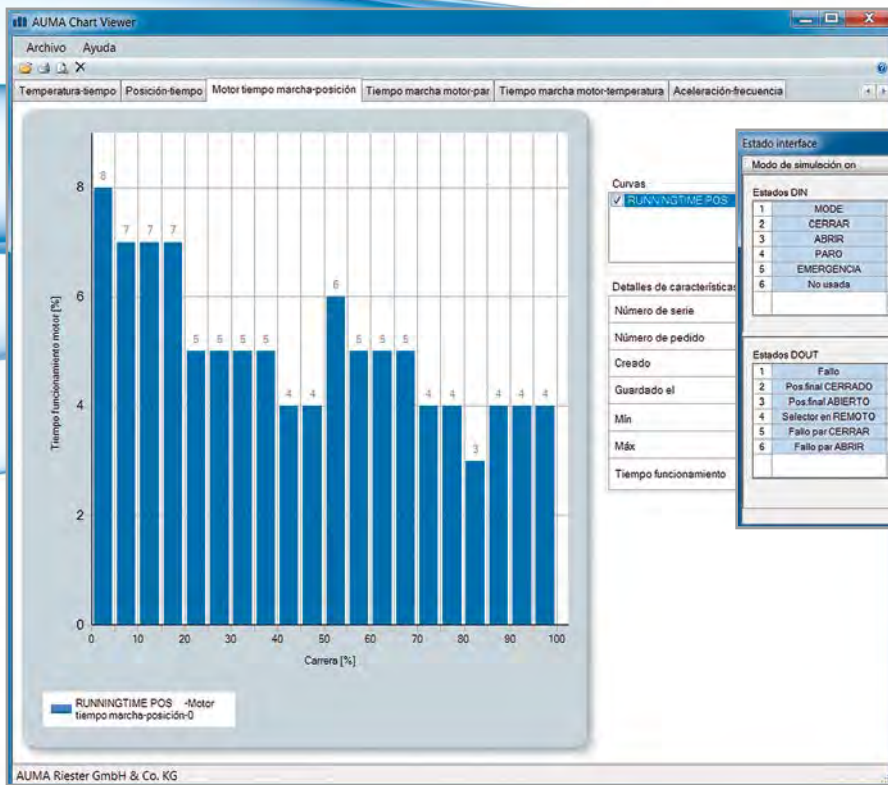 AUMA Chart Viewer
Archivo Ayuda
Temperatura-tiempo Posición-tiempo Motor tiempo marcha-posición Tiempo marcha motor-par Tiempo marcha motor-temperatura Aceleración-frecuencia
Tiempo funcionamiento motor [%]
8
6
4
2
0
8 7 7 7 5 5 5 5 4 4 6 5 5 5 4 4 3 4 4 4
0 10 20 30 40 50 60 70 80 90 100
Carrera [%]
RUNNINGTIME POS -Motor
tiempo marcha-posición-0
Curvas
RUNNINGTIME POS
Detalles de características
Número de serie
Número de pedido
Creado
Guardado el
Mín
Máx
Tiempo funcionamiento
Estado interface
Modo de simulación on
Estados DIN
1 MODE
2 CERRAR
3 ABRIR
4 PARO
5 EMERGENCIA
6 No usada
Estados DOUT
1 Fallo
2 Pos.final CERRADO
3 Pos.final ABIERTO
4 Selector en REMOTO
5 Fallo par CERRAR
6 Fallo par ABRIR
AUMA Riester GmbH & Co. KG